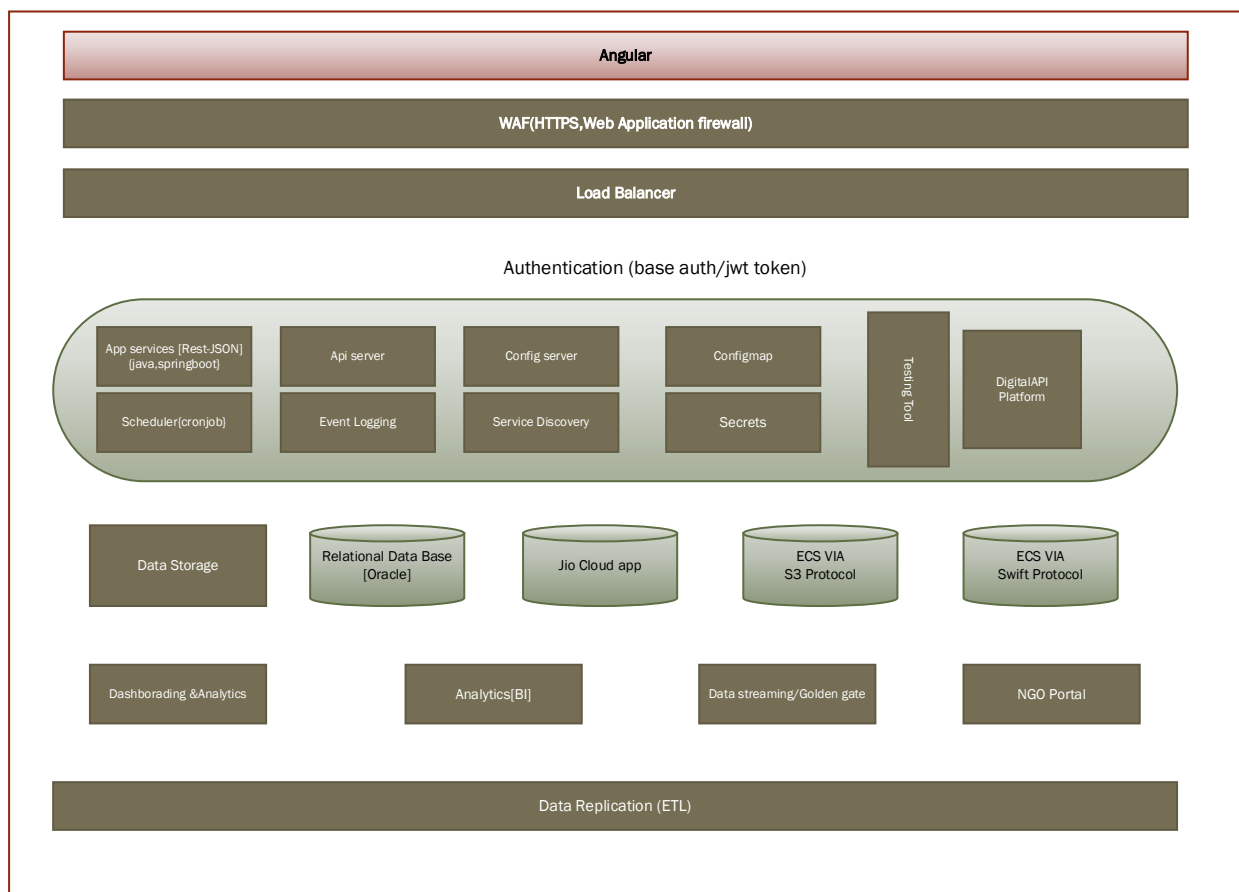 Angular
WAF(HTTPS,Web Application firewall)
Load Balancer
Authentication (base auth/jwt token)
App services [Rest-JSON]
{java,springboot}
Api server
Config server
Configmap
Testing Tool
DigitalAPI
Platform
Scheduler{cronjob}
Event Logging
Service Discovery
Secrets
Data Storage
Relational Data Base
[Oracle]
Jio Cloud app
ECS VIA
S3 Protocol
ECS VIA
Swift Protocol
Dashborading &Analytics
Analytics[BI]
Data streaming/Golden gate
NGO Portal
Data Replication (ETL)